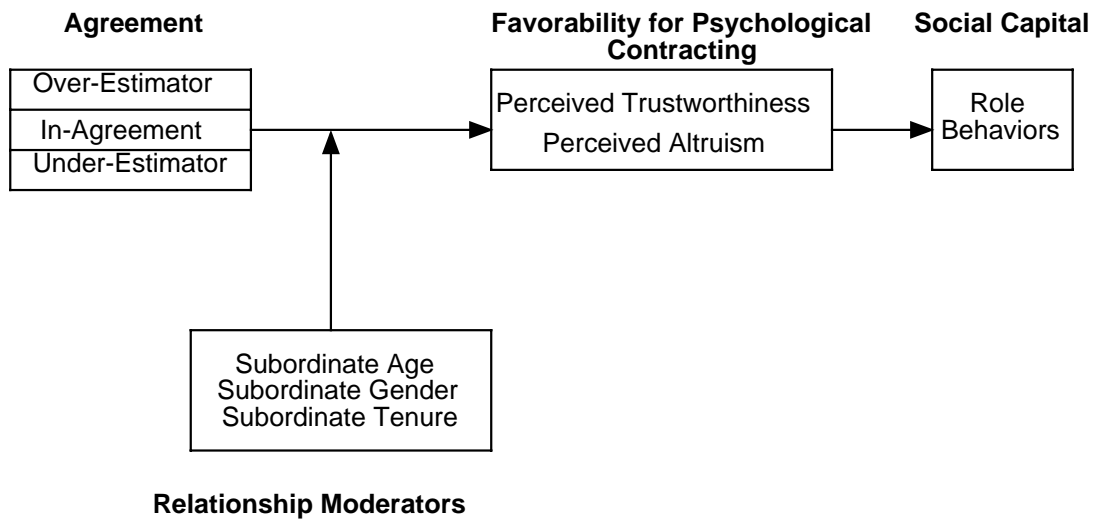 Agreement
Favorability for Psychological
Contracting
Social Capital
Over-Estimator
In-Agreement
Under-Estimator
Perceived Trustworthiness
Perceived Altruism
Role
Behaviors
Subordinate Age
Subordinate Gender
Subordinate Tenure
Relationship Moderators